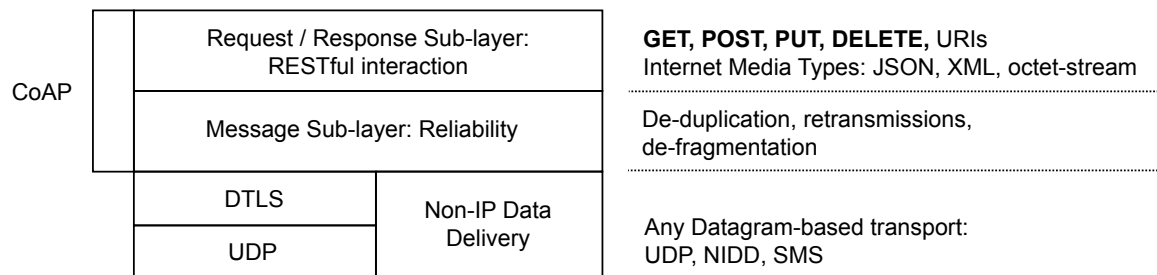 Request / Response Sub-layer:
RESTful interaction
GET, POST, PUT, DELETE, URIs
Internet Media Types: JSON, XML, octet-stream
CoAP
Message Sub-layer: Reliability
De-duplication, retransmissions,
de-fragmentation
DTLS
UDP
Non-IP Data
Delivery
Any Datagram-based transport:
UDP, NIDD, SMS